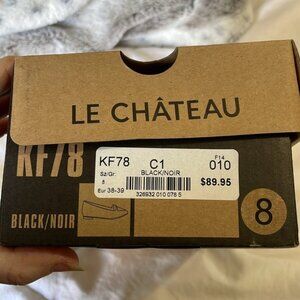 LE CHÂTEAU
KF78
KF78 C1 F14
BLACK/NOIR 010
Sz/Gr:
8
Eur 38-39 $89.95
326932 010 078 5
BLACK/NOIR
8